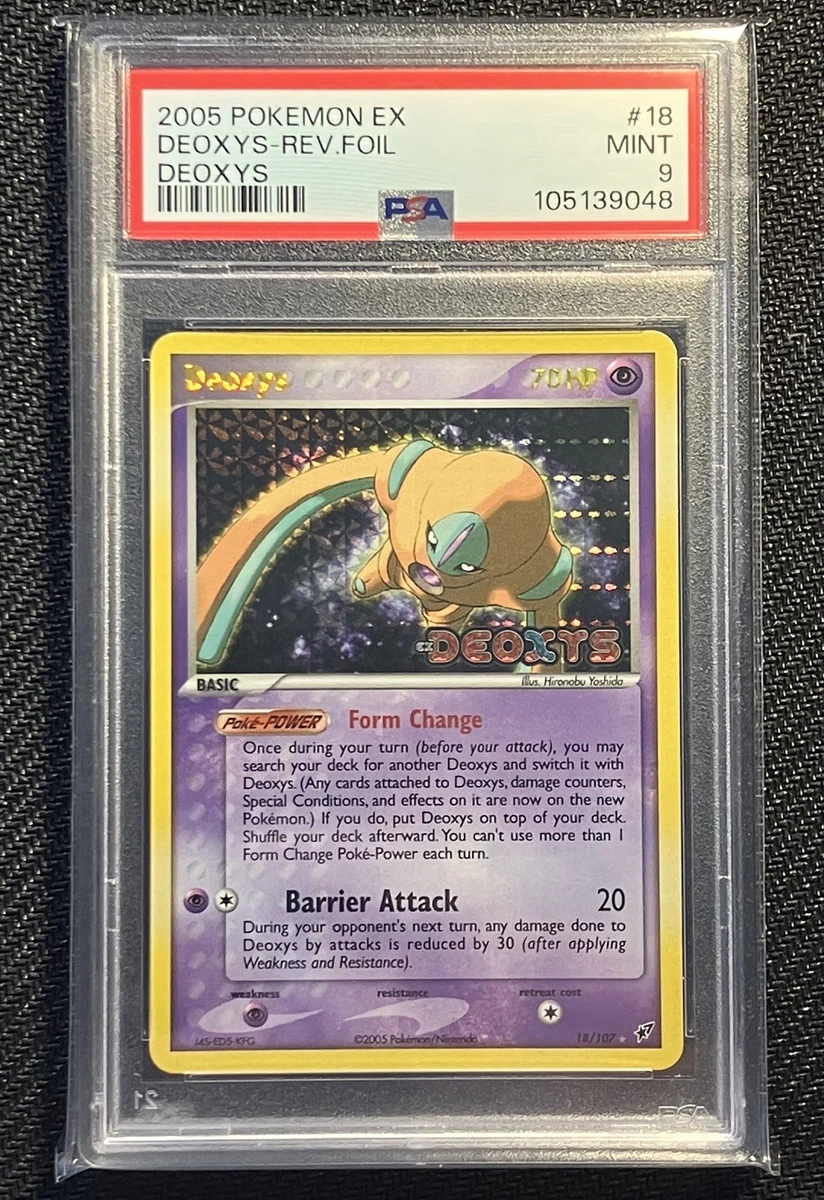 2005 POKEMON EX #18
DEOXYS-REV.FOIL MINT
DEOXYS 9
PSA 105139048
Deoxys 70 HP
ex DEOXYS
BASIC Illus. Hironobu Yoshida
Poké-POWER Form Change
Once during your turn (before your attack), you may
search your deck for another Deoxys and switch it with
Deoxys. (Any cards attached to Deoxys, damage counters,
Special Conditions, and effects on it are now on the new
Pokémon.) If you do, put Deoxys on top of your deck.
Shuffle your deck afterward. You can't use more than 1
Form Change Poké-Power each turn.
Barrier Attack 20
During your opponent's next turn, any damage done to
Deoxys by attacks is reduced by 30 (after applying
Weakness and Resistance).
weakness resistance retreat cost
J45-ED5-KFG ©2005 Pokémon/Nintendo 18/107
21 PSA